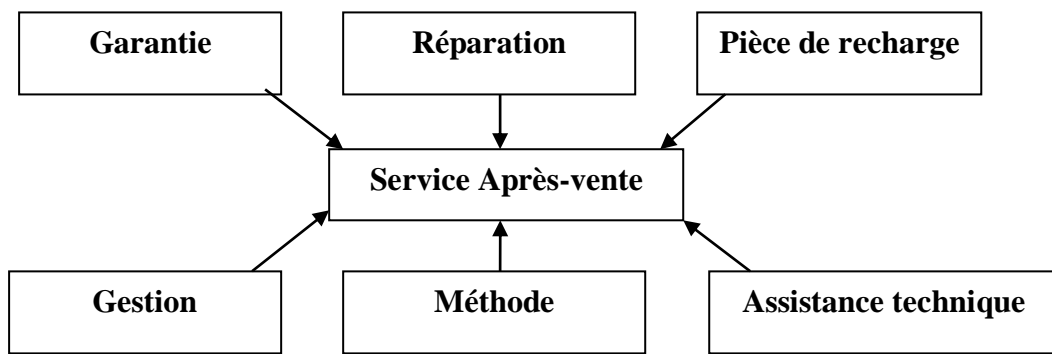 Garantie
Réparation
Pièce de recharge
Service Après-vente
Gestion
Méthode
Assistance technique